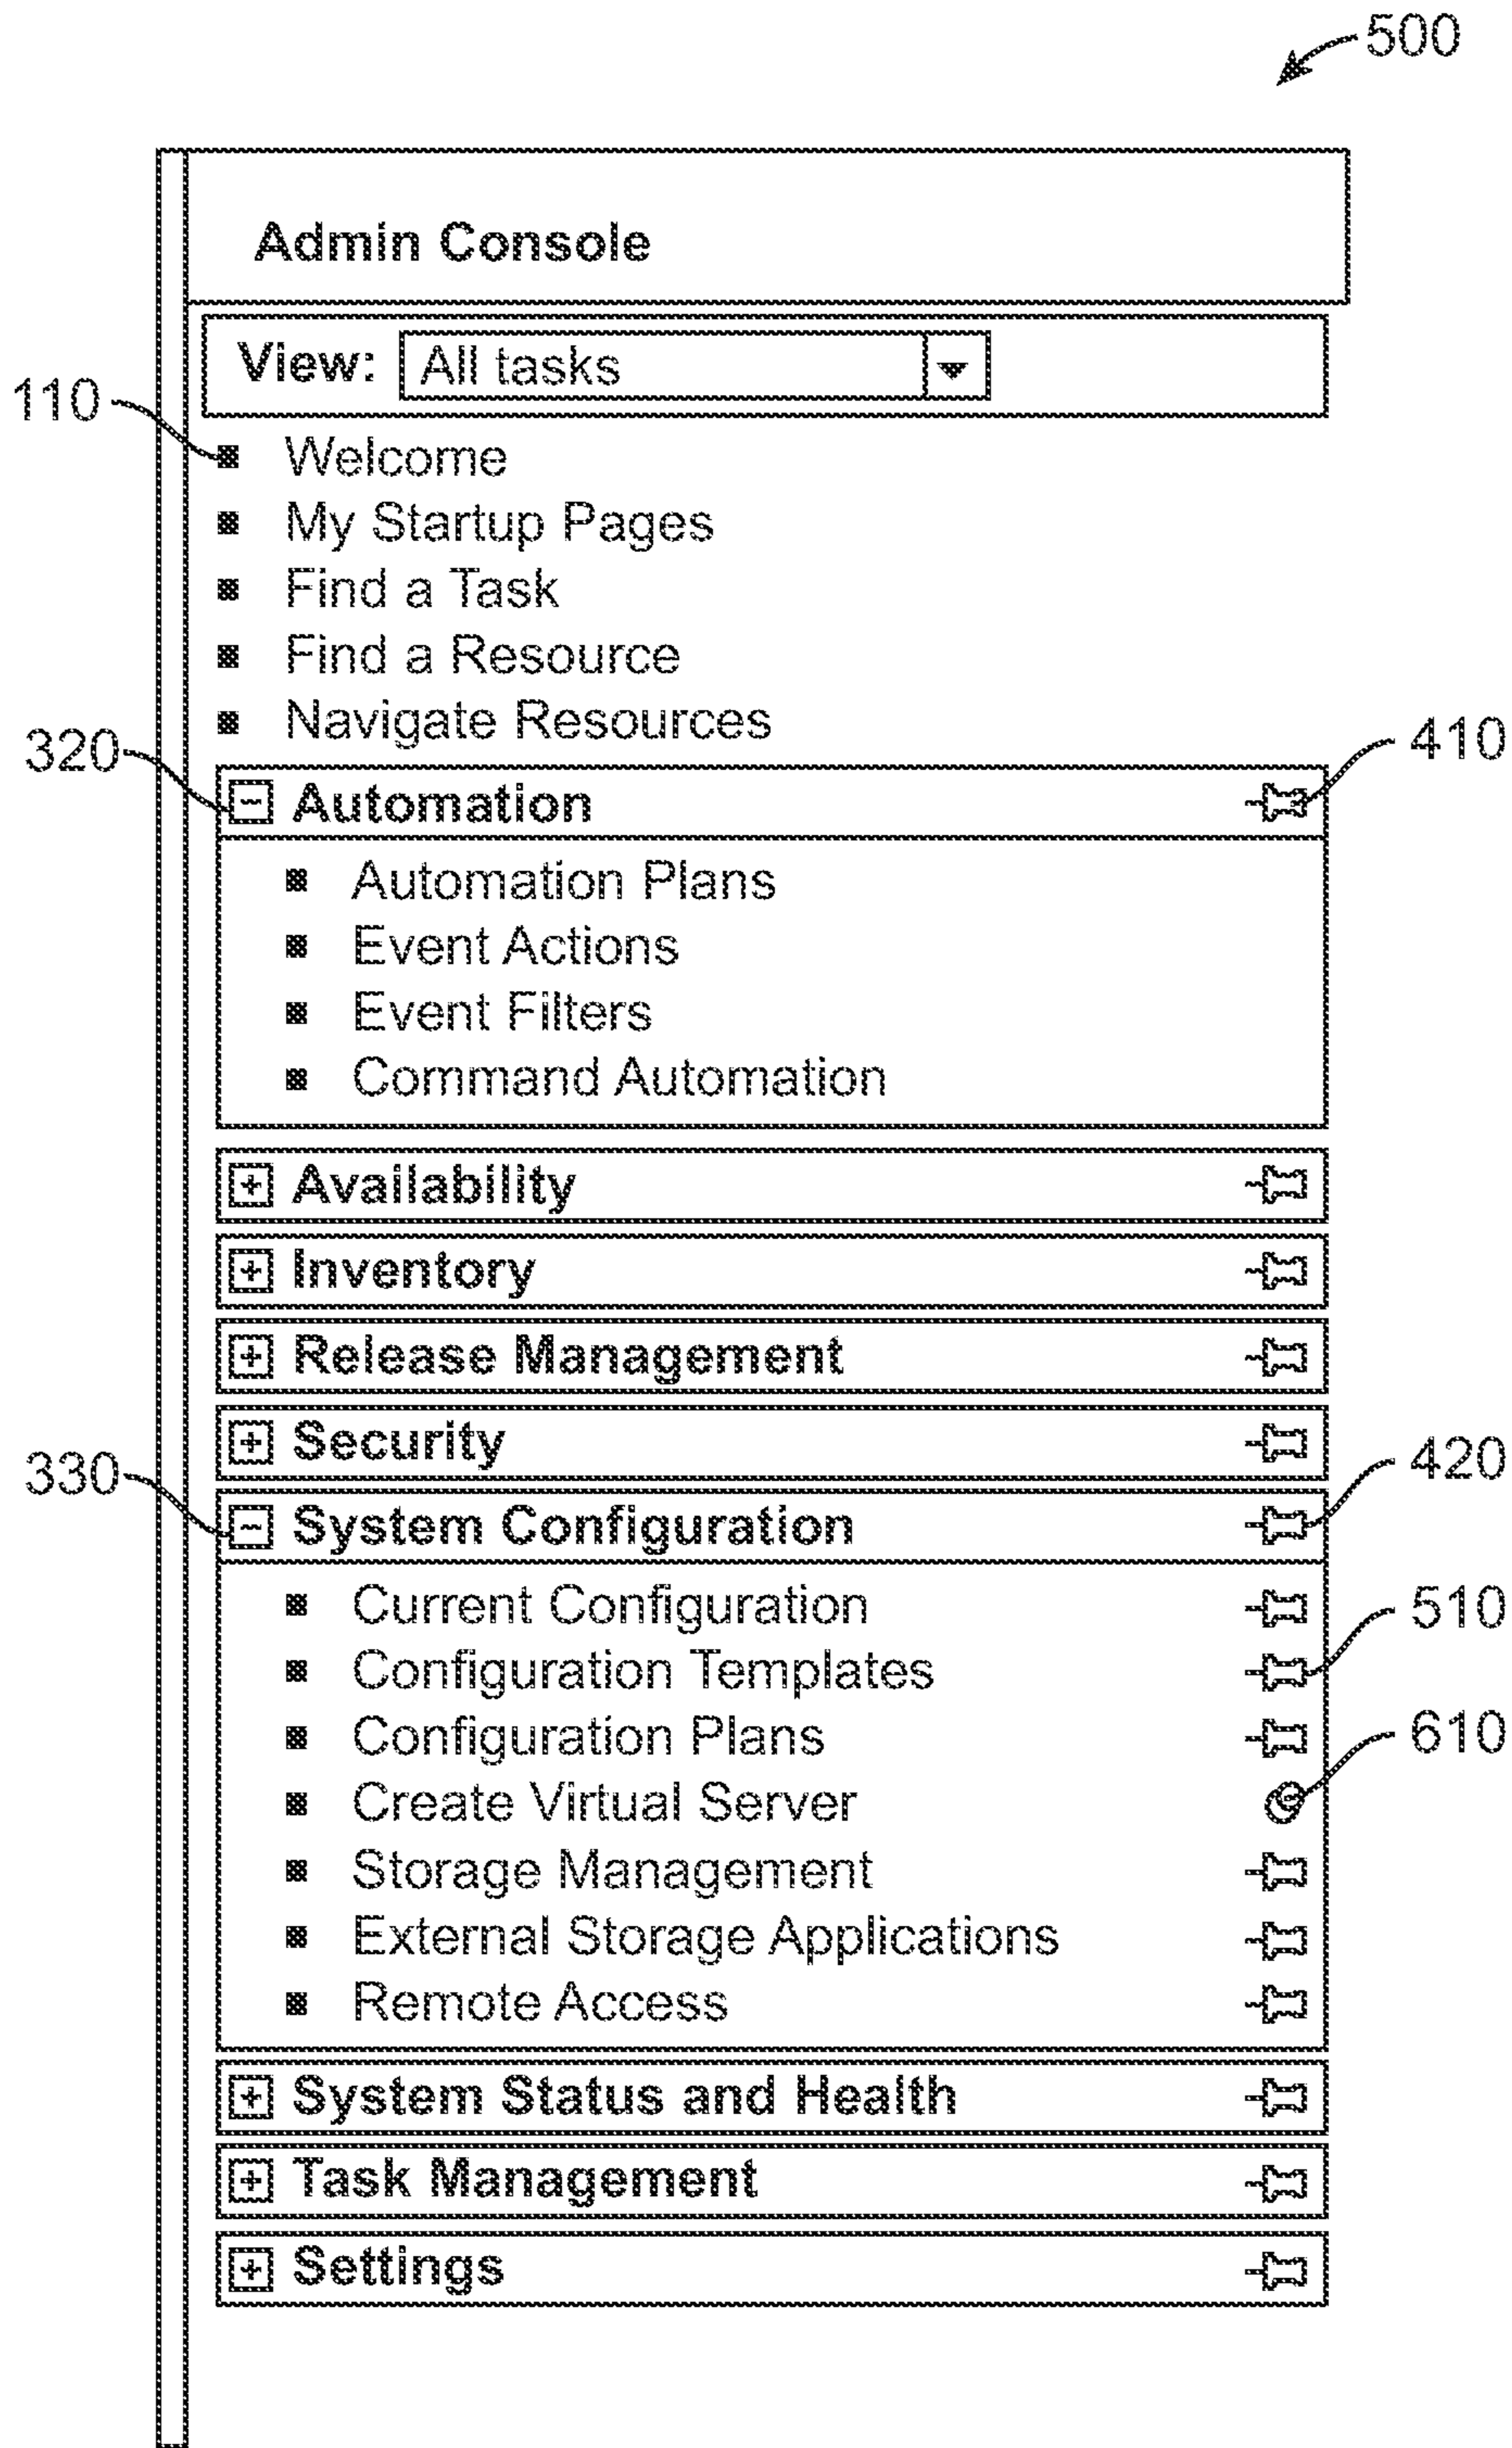 500
Admin Console
View: All tasks
110
Welcome
My Startup Pages
Find a Task
Find a Resource
Navigate Resources
320
410
Automation
Automation Plans
Event Actions
Event Filters
Command Automation
Availability
Inventory
Release Management
Security
330
420
System Configuration
Current Configuration
510
Configuration Templates
Configuration Plans
610
Create Virtual Server
Storage Management
External Storage Applications
Remote Access
System Status and Health
Task Management
Settings